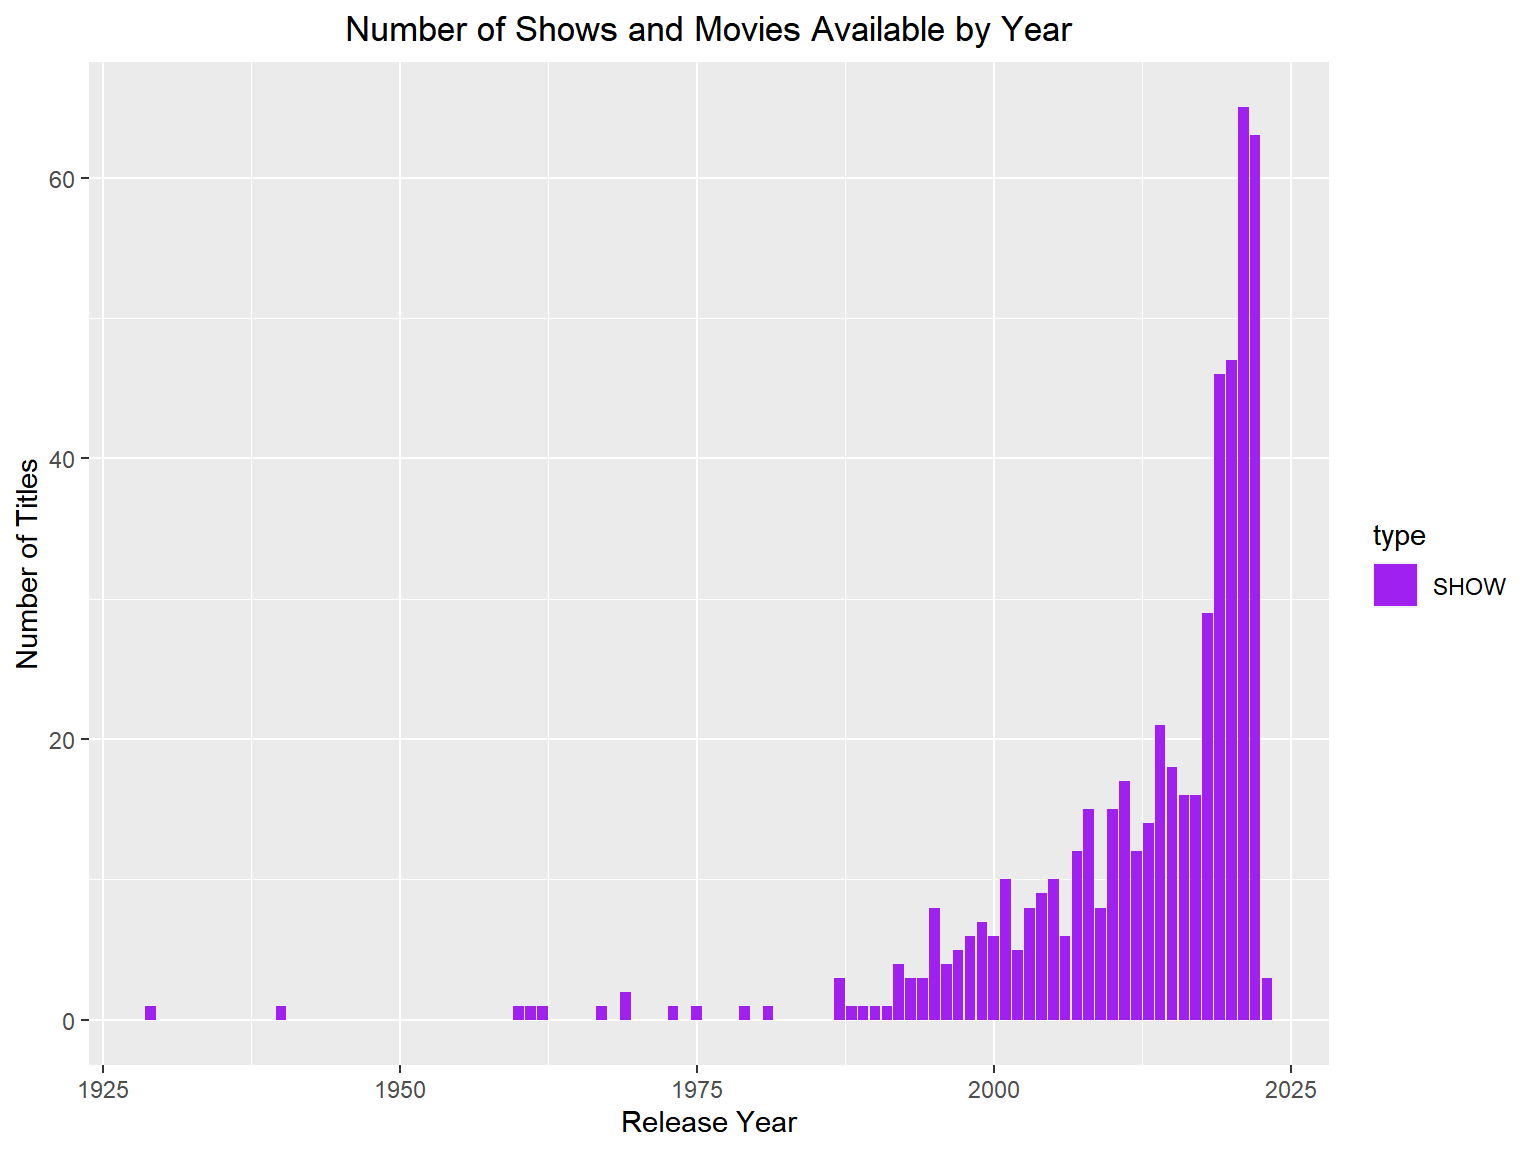 Number of Shows and Movies Available by Year
Number of Titles
60
40
20
0
1925
1950
1975
2000
2025
Release Year
type
SHOW